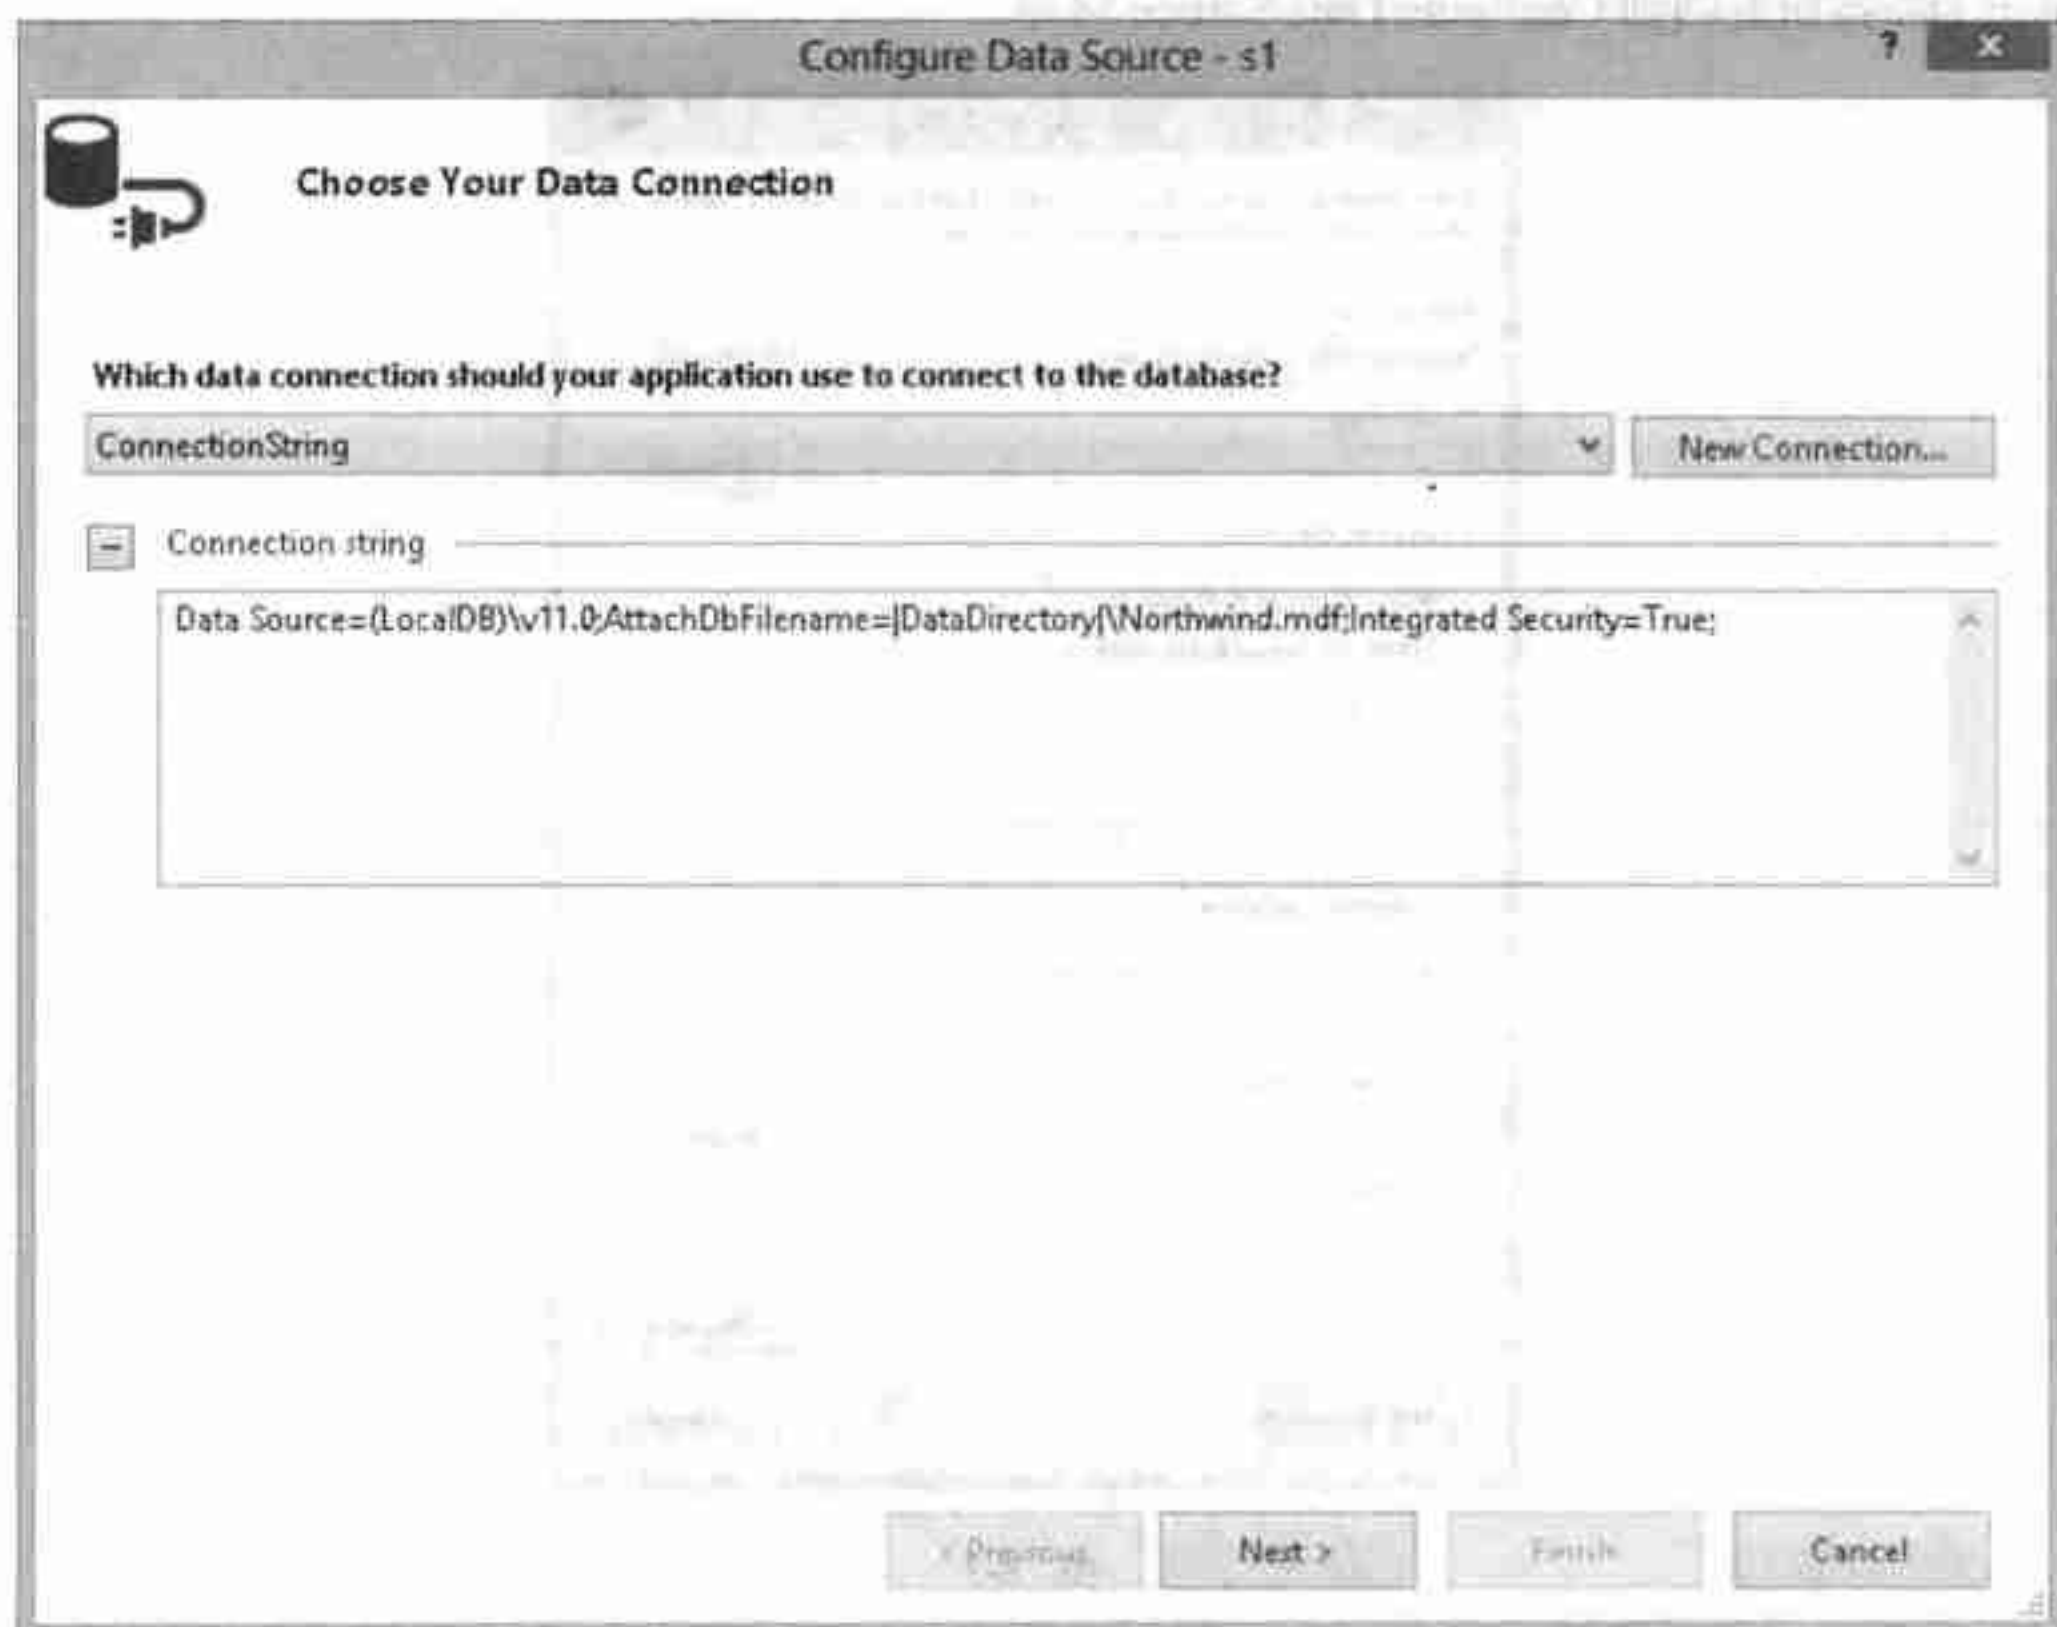 Configure Data Source - s1
?
Choose Your Data Connection
Which data connection should your application use to connect to the database?
ConnectionString
New Connection...
Connection string
Data Source=(LocalDB)\v11.0;AttachDbFilename=|DataDirectory|\Northwind.mdf;Integrated Security=True;
< Previous
Next >
Finish
Cancel